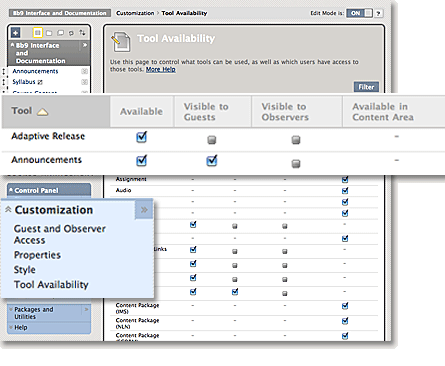 Bb9 Interface and Documentation
Customization > Tool Availability
Edit Mode is: ON ?
Bb9 Interface and
Documentation
Announcements
Syllabus
Tool Availability
Use this page to control what tools can be used, as well as which users have access to
those tools. More Help
Filter
Tool
Available
Visible to
Guests
Visible to
Observers
Available in
Content Area
Adaptive Release
–
Announcements
–
Assignment
Audio
Control Panel
Customization
Guest and Observer
Access
Properties
Style
Tool Availability
Links
Packages and
Utilities
Help
Content Package
(IMS)
Content Package
(NLN)
Content Package